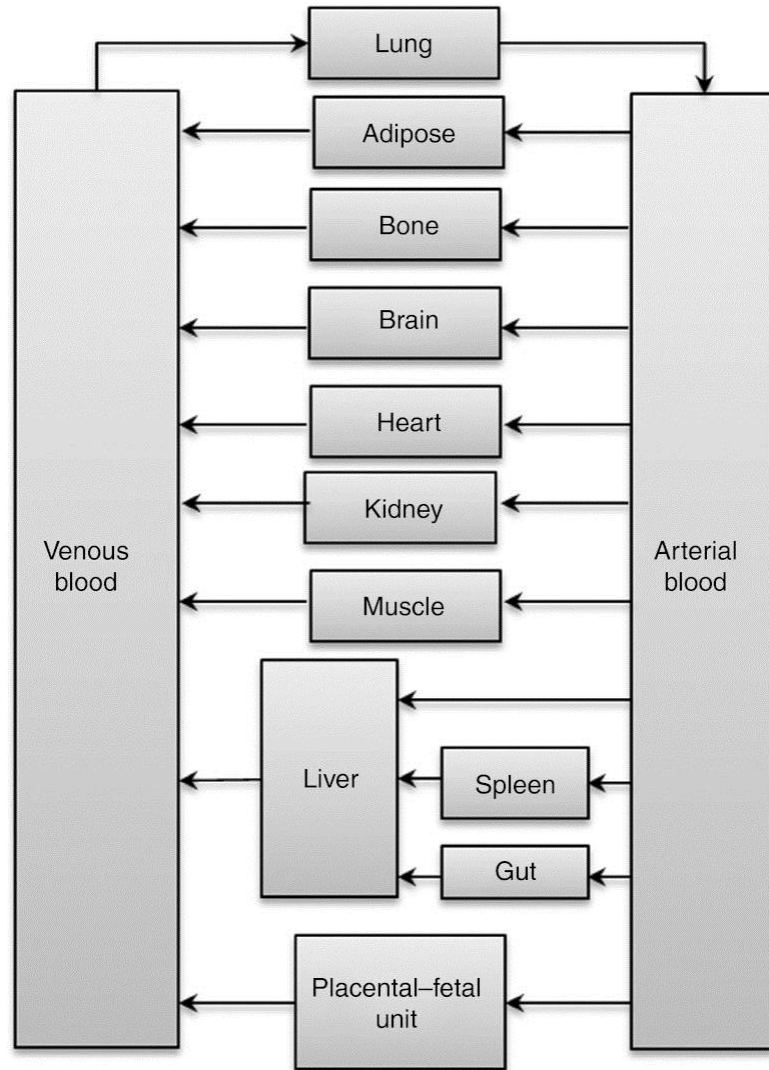 Lung
Adipose
Bone
Brain
Heart
Kidney
Venous
blood
Arterial
blood
Muscle
Liver
Spleen
Gut
Placental–fetal
unit